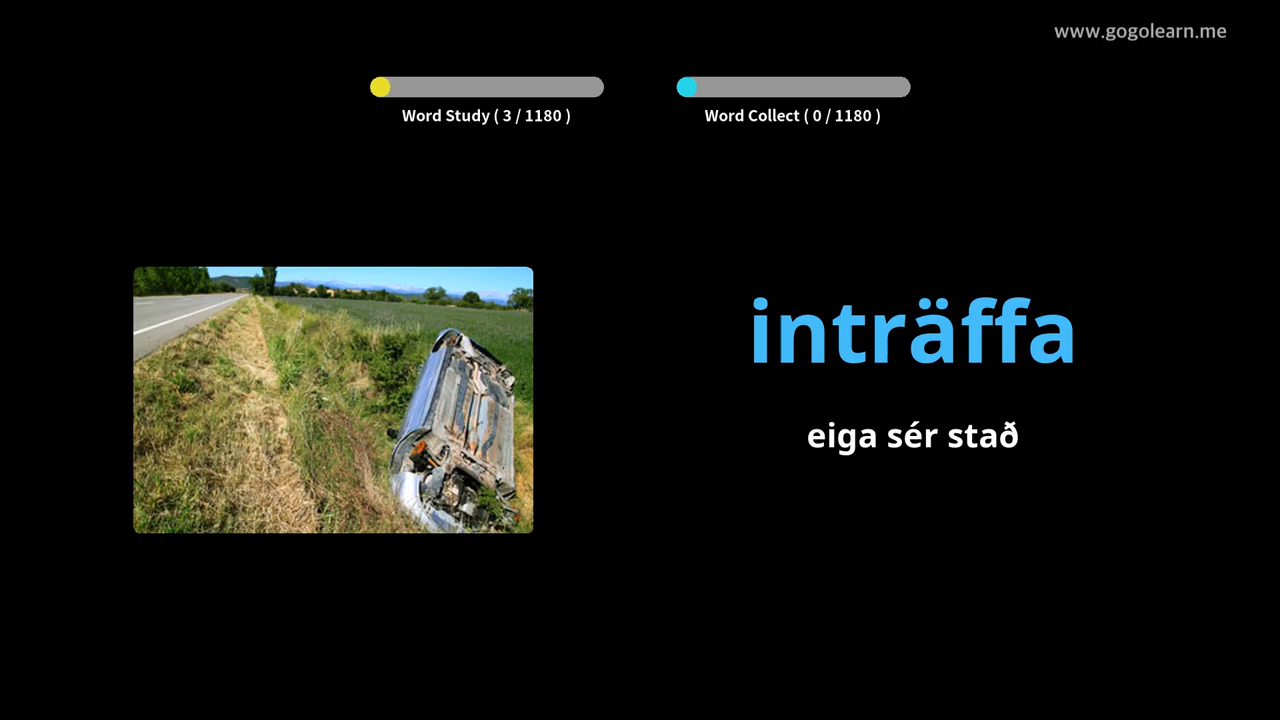 www.gogolearn.me
Word Study ( 3 / 1180 )
Word Collect ( 0 / 1180 )
inträffa
eiga sér stað